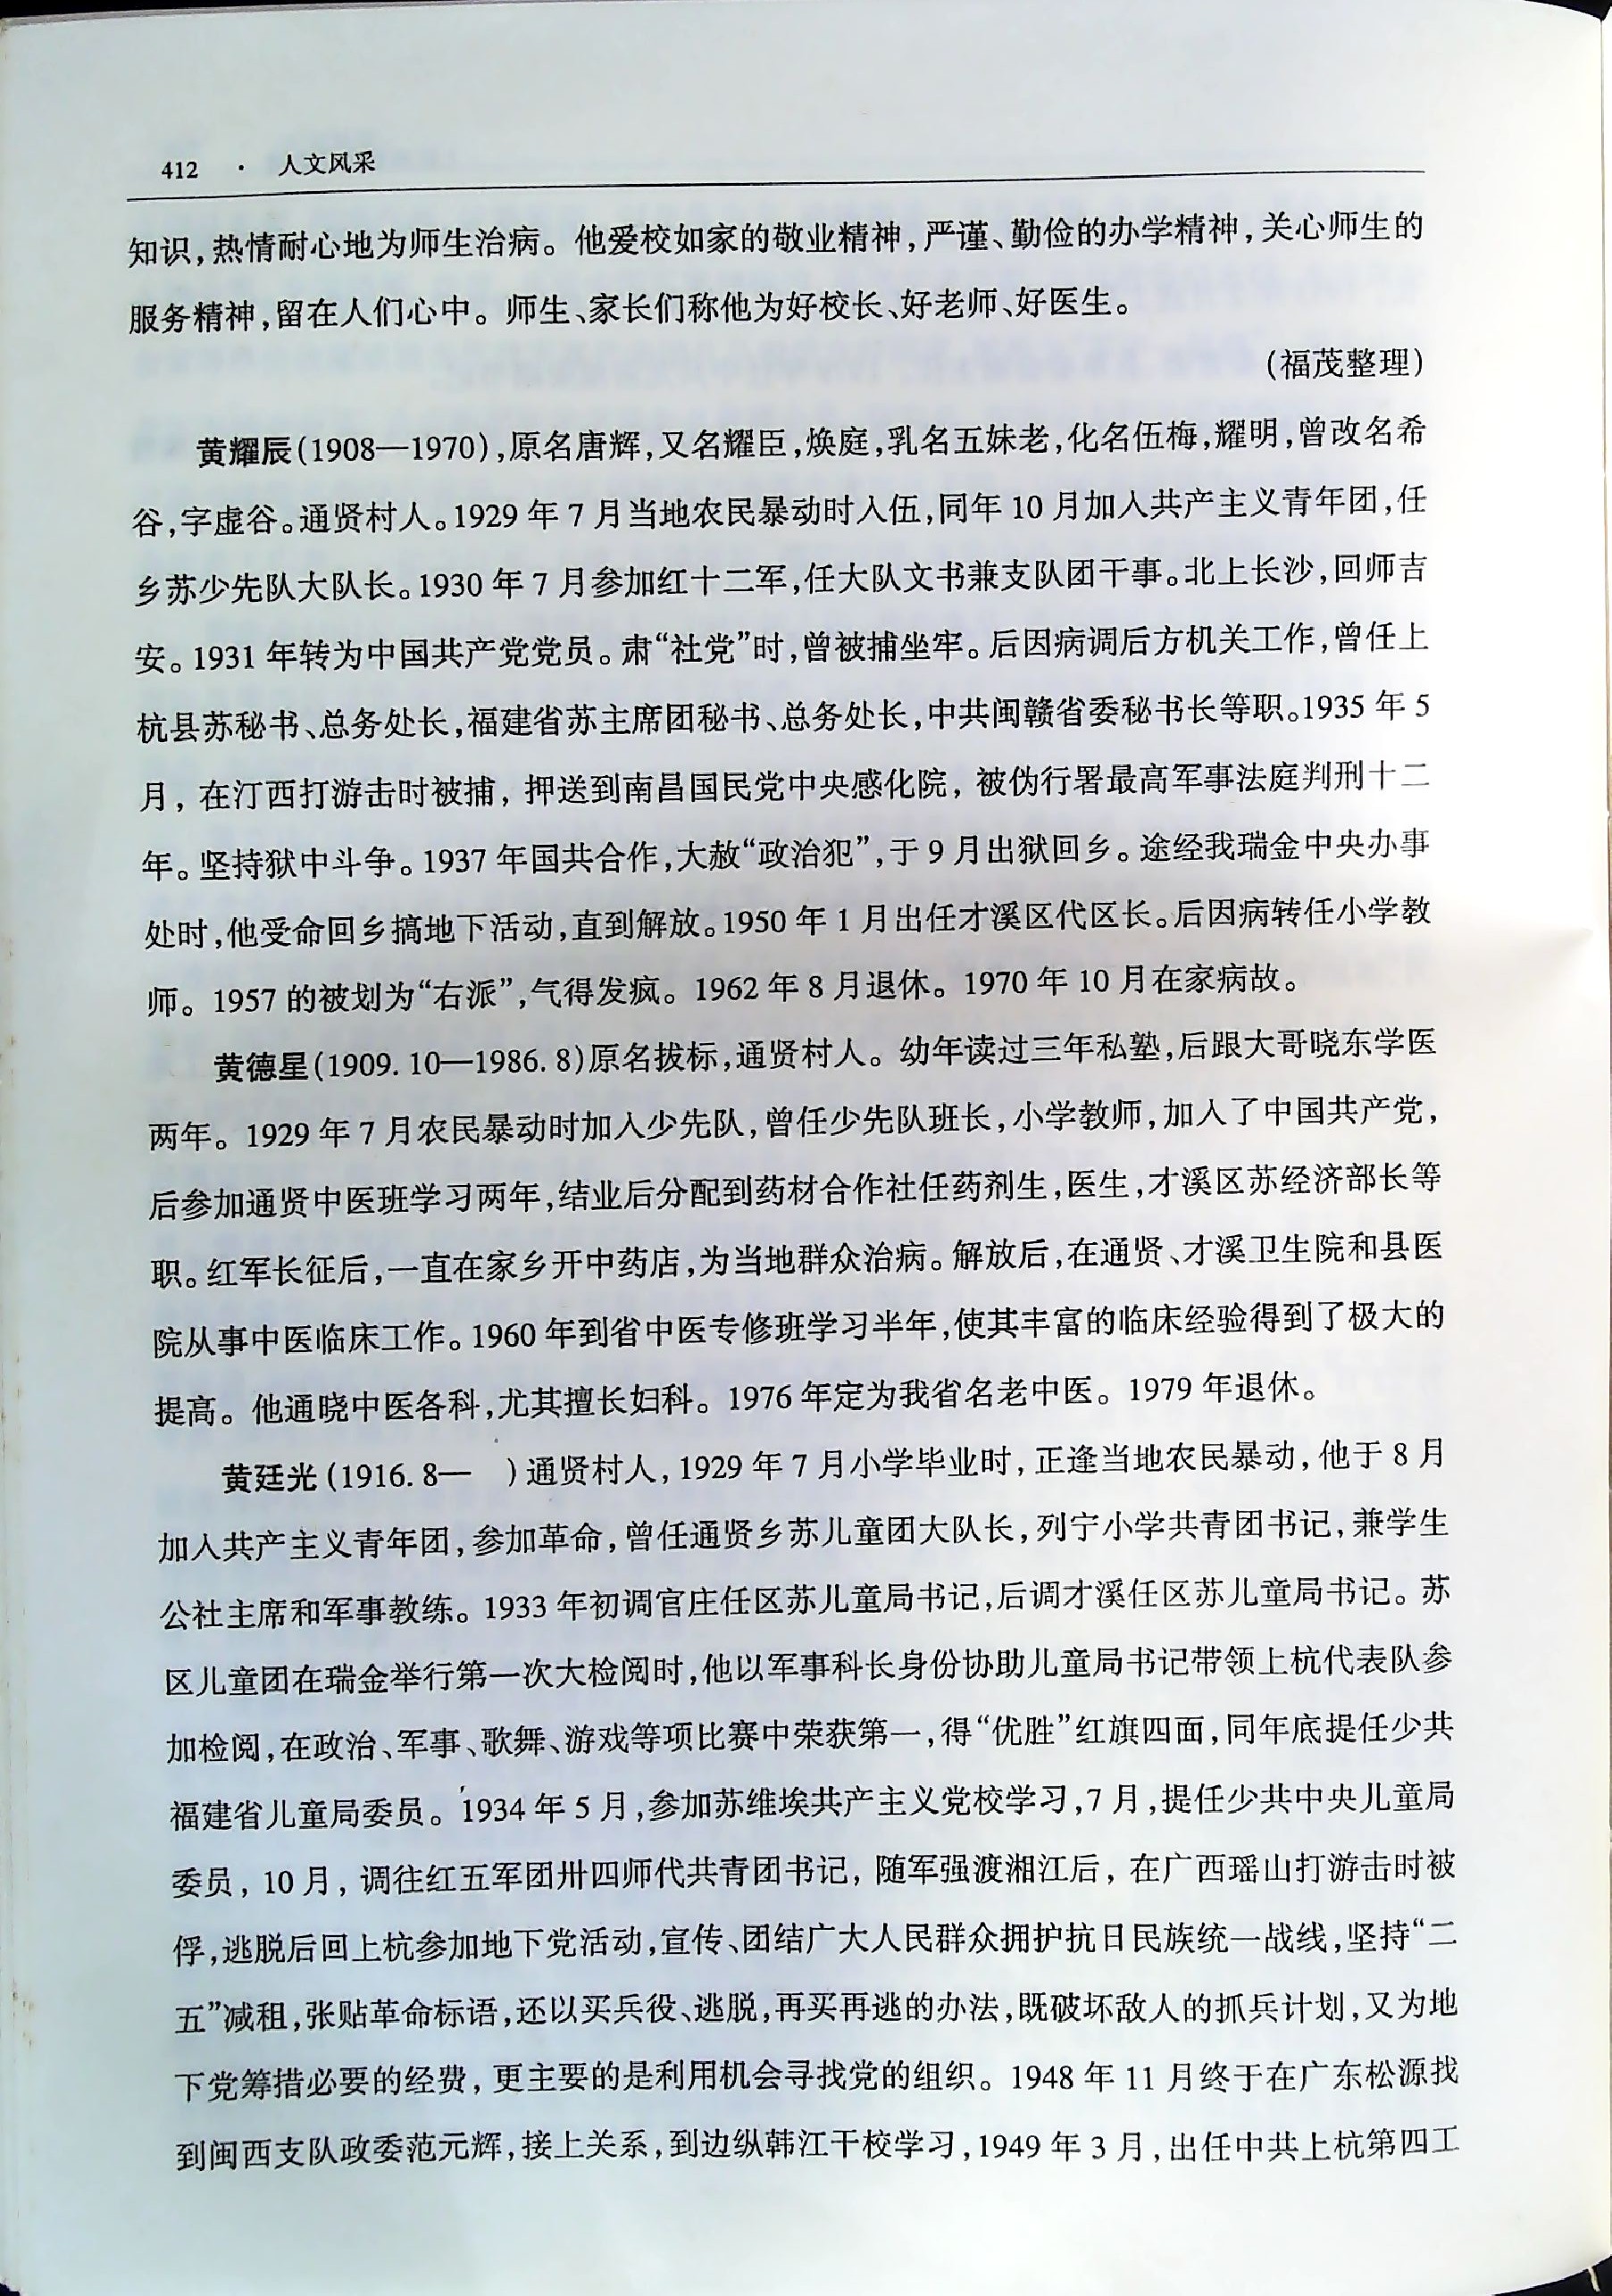 412 · 人文风采
知识,热情耐心地为师生治病。他爱校如家的敬业精神,严谨、勤俭的办学精神,关心师生的
服务精神,留在人们心中。师生、家长们称他为好校长、好老师、好医生。
(福茂整理)
黄耀辰(1908—1970),原名唐辉,又名耀臣,焕庭,乳名五妹老,化名伍梅,耀明,曾改名希
谷,字虚谷。通贤村人。1929 年 7 月当地农民暴动时入伍,同年 10 月加入共产主义青年团,任
乡苏少先队大队长。1930 年 7 月参加红十二军,任大队文书兼支队团干事。北上长沙,回师吉
安。1931 年转为中国共产党党员。肃“社党”时,曾被捕坐牢。后因病调后方机关工作,曾任上
杭县苏秘书、总务处长,福建省苏主席团秘书、总务处长,中共闽赣省委秘书长等职。1935 年 5
月,在汀西打游击时被捕,押送到南昌国民党中央感化院,被伪行署最高军事法庭判刑十二
年。坚持狱中斗争。1937 年国共合作,大赦“政治犯”,于 9 月出狱回乡。途经我瑞金中央办事
处时,他受命回乡搞地下活动,直到解放。1950 年 1 月出任才溪区代区长。后因病转任小学教
师。1957 的被划为“右派”,气得发疯。1962 年 8 月退休。1970 年 10 月在家病故。
黄德星(1909.10—1986.8)原名拔标,通贤村人。幼年读过三年私塾,后跟大哥晓东学医
两年。1929 年 7 月农民暴动时加入少先队,曾任少先队班长,小学教师,加入了中国共产党,
后参加通贤中医班学习两年,结业后分配到药材合作社任药剂生,医生,才溪区苏经济部长等
职。红军长征后,一直在家乡开中药店,为当地群众治病。解放后,在通贤、才溪卫生院和县医
院从事中医临床工作。1960 年到省中医专修班学习半年,使其丰富的临床经验得到了极大的
提高。他通晓中医各科,尤其擅长妇科。1976 年定为我省名老中医。1979 年退休。
黄廷光(1916.8— )通贤村人,1929 年 7 月小学毕业时,正逢当地农民暴动,他于 8 月
加入共产主义青年团,参加革命,曾任通贤乡苏儿童团大队长,列宁小学共青团书记,兼学生
公社主席和军事教练。1933 年初调官庄任区苏儿童局书记,后调才溪任区苏儿童局书记。苏
区儿童团在瑞金举行第一次大检阅时,他以军事科长身份协助儿童局书记带领上杭代表队参
加检阅,在政治、军事、歌舞、游戏等项比赛中荣获第一,得“优胜”红旗四面,同年底提任少共
福建省儿童局委员。1934 年 5 月,参加苏维埃共产主义党校学习,7 月,提任少共中央儿童局
委员,10 月,调往红五军团卅四师代共青团书记,随军强渡湘江后,在广西瑶山打游击时被
俘,逃脱后回上杭参加地下党活动,宣传、团结广大人民群众拥护抗日民族统一战线,坚持“二
五”减租,张贴革命标语,还以买兵役、逃脱,再买再逃的办法,既破坏敌人的抓兵计划,又为地
下党筹措必要的经费,更主要的是利用机会寻找党的组织。1948 年 11 月终于在广东松源找
到闽西支队政委范元辉,接上关系,到边纵韩江干校学习,1949 年 3 月,出任中共上杭第四工